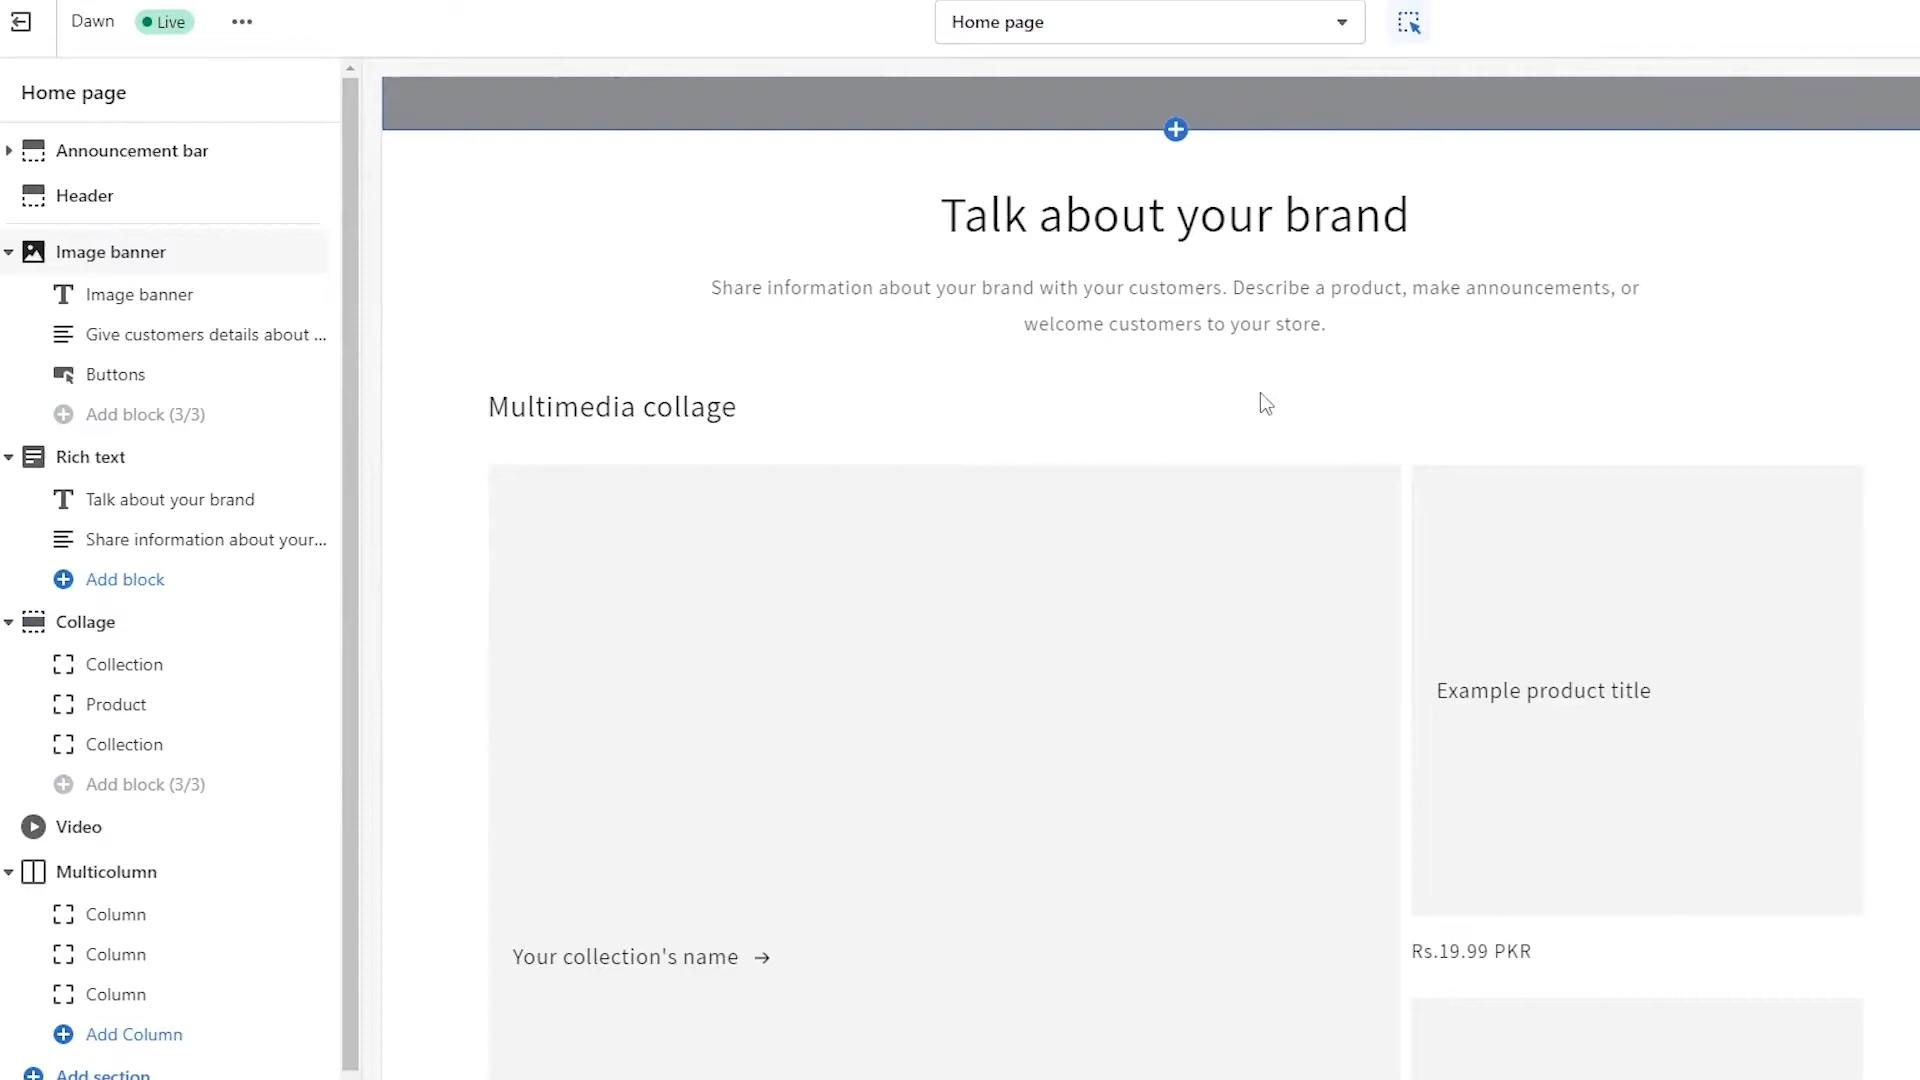 Dawn
Live
Home page
Home page
Announcement bar
Header
Image banner
Image banner
Give customers details about ...
Buttons
Add block (3/3)
Rich text
Talk about your brand
Share information about your...
Add block
Collage
Collection
Product
Collection
Add block (3/3)
Video
Multicolumn
Column
Column
Column
Add Column
Add section
Talk about your brand
Share information about your brand with your customers. Describe a product, make announcements, or
welcome customers to your store.
Multimedia collage
Example product title
Your collection's name →
Rs.19.99 PKR